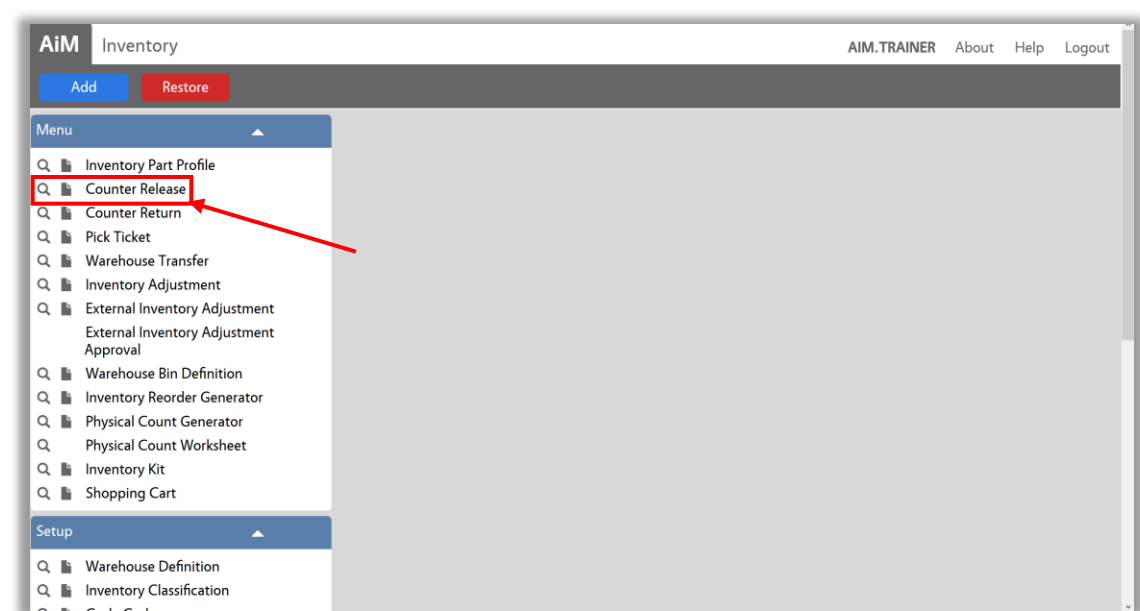 AiM Inventory AIM.TRAINER About Help Logout
Add Restore
Menu
Inventory Part Profile
Counter Release
Counter Return
Pick Ticket
Warehouse Transfer
Inventory Adjustment
External Inventory Adjustment
External Inventory Adjustment
Approval
Warehouse Bin Definition
Inventory Reorder Generator
Physical Count Generator
Physical Count Worksheet
Inventory Kit
Shopping Cart
Setup
Warehouse Definition
Inventory Classification